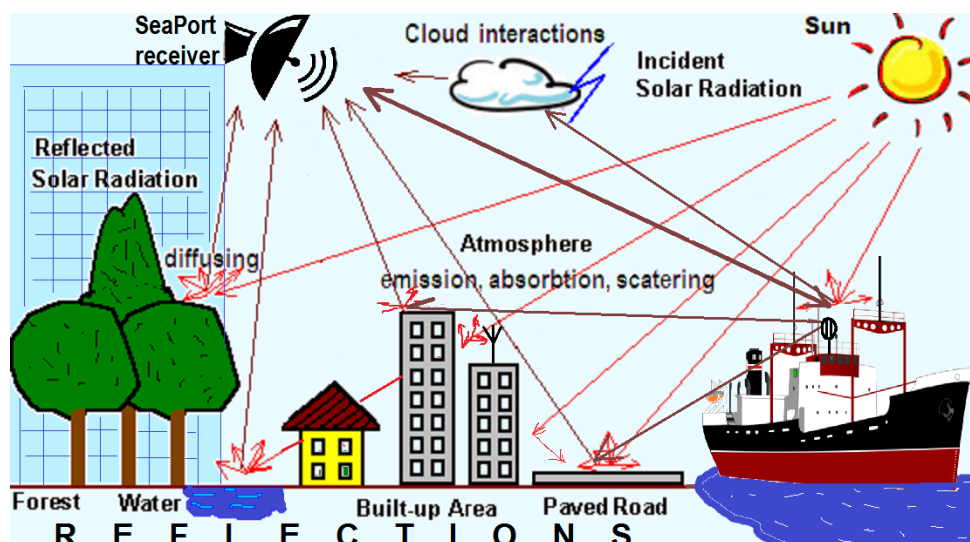 SeaPort
receiver
Cloud interactions
Sun
Incident
Solar Radiation
Reflected
Solar Radiation
diffusing
Atmosphere
emission, absorbtion, scatering
Forest
Water
Built-up Area
Paved Road
R E F L E C T I O N S